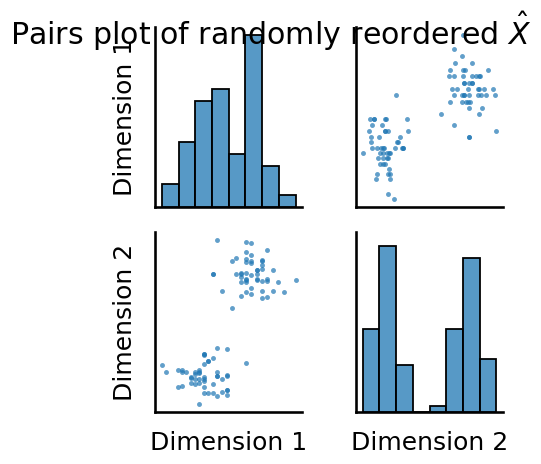 Pairs plot of randomly reordered X̂
Dimension 1
Dimension 2
Dimension 1 Dimension 2